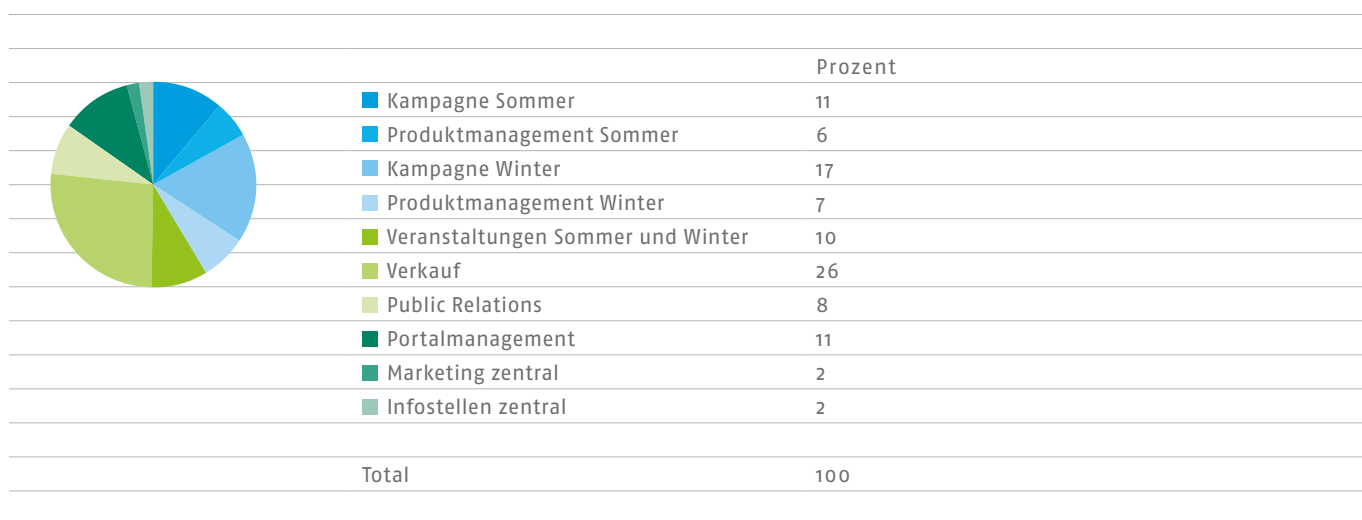 Prozent
Kampagne Sommer 11
Produktmanagement Sommer 6
Kampagne Winter 17
Produktmanagement Winter 7
Veranstaltungen Sommer und Winter 10
Verkauf 26
Public Relations 8
Portalmanagement 11
Marketing zentral 2
Infostellen zentral 2
Total 100